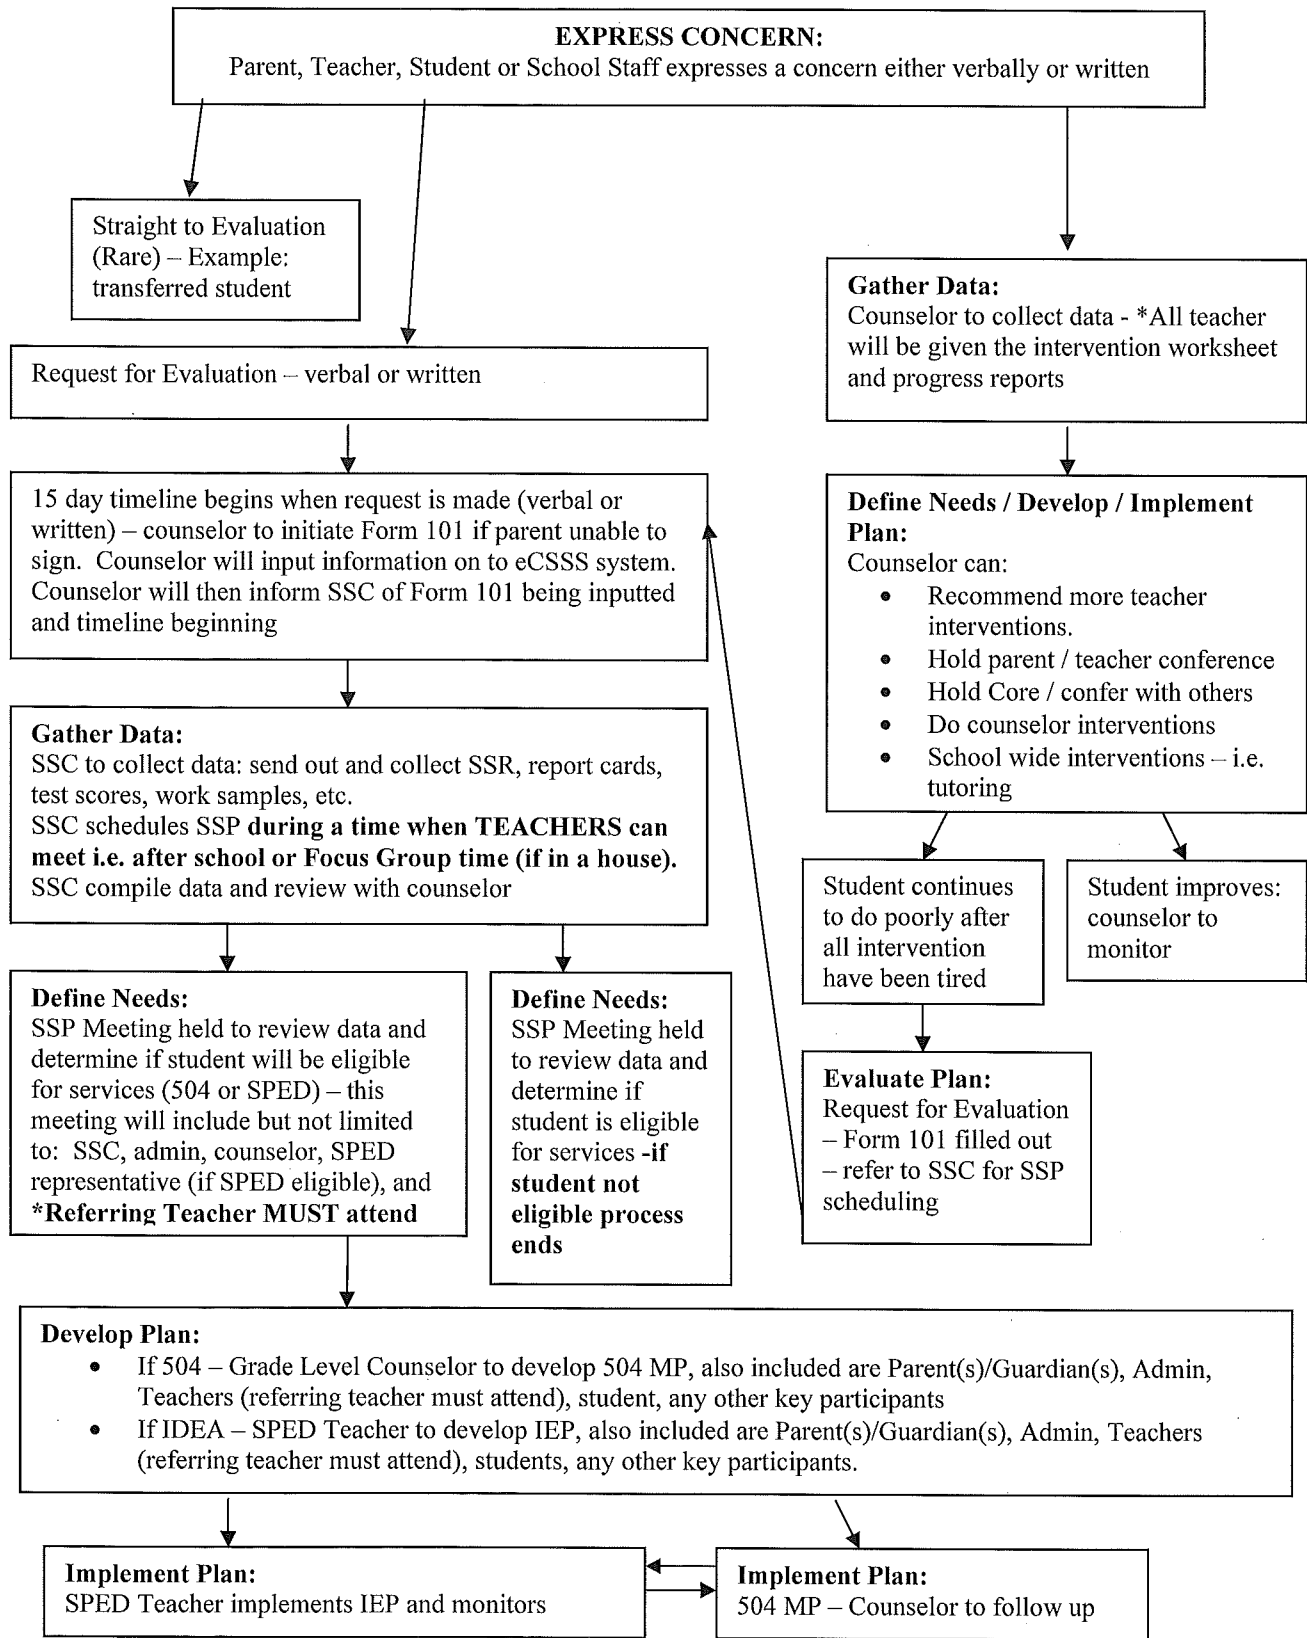 EXPRESS CONCERN:
Parent, Teacher, Student or School Staff expresses a concern either verbally or written
Straight to Evaluation
(Rare) – Example:
transferred student
Request for Evaluation – verbal or written
15 day timeline begins when request is made (verbal or
written) – counselor to initiate Form 101 if parent unable to
sign.  Counselor will input information on to eCSSS system.
Counselor will then inform SSC of Form 101 being inputted
and timeline beginning
Gather Data:
SSC to collect data: send out and collect SSR, report cards,
test scores, work samples, etc.
SSC schedules SSP during a time when TEACHERS can
meet i.e. after school or Focus Group time (if in a house).
SSC compile data and review with counselor
Define Needs:
SSP Meeting held to review data and
determine if student will be eligible
for services (504 or SPED) – this
meeting will include but not limited
to:  SSC, admin, counselor, SPED
representative (if SPED eligible), and
*Referring Teacher MUST attend
Define Needs:
SSP Meeting held
to review data and
determine if
student is eligible
for services -if
student not
eligible process
ends
Gather Data:
Counselor to collect data - *All teacher
will be given the intervention worksheet
and progress reports
Define Needs / Develop / Implement
Plan:
Counselor can:
• Recommend more teacher
interventions.
• Hold parent / teacher conference
• Hold Core / confer with others
• Do counselor interventions
• School wide interventions – i.e.
tutoring
Student continues
to do poorly after
all intervention
have been tired
Student improves:
counselor to
monitor
Evaluate Plan:
Request for Evaluation
– Form 101 filled out
– refer to SSC for SSP
scheduling
Develop Plan:
• If 504 – Grade Level Counselor to develop 504 MP, also included are Parent(s)/Guardian(s), Admin,
Teachers (referring teacher must attend), student, any other key participants
• If IDEA – SPED Teacher to develop IEP, also included are Parent(s)/Guardian(s), Admin, Teachers
(referring teacher must attend), students, any other key participants.
Implement Plan:
SPED Teacher implements IEP and monitors
Implement Plan:
504 MP – Counselor to follow up